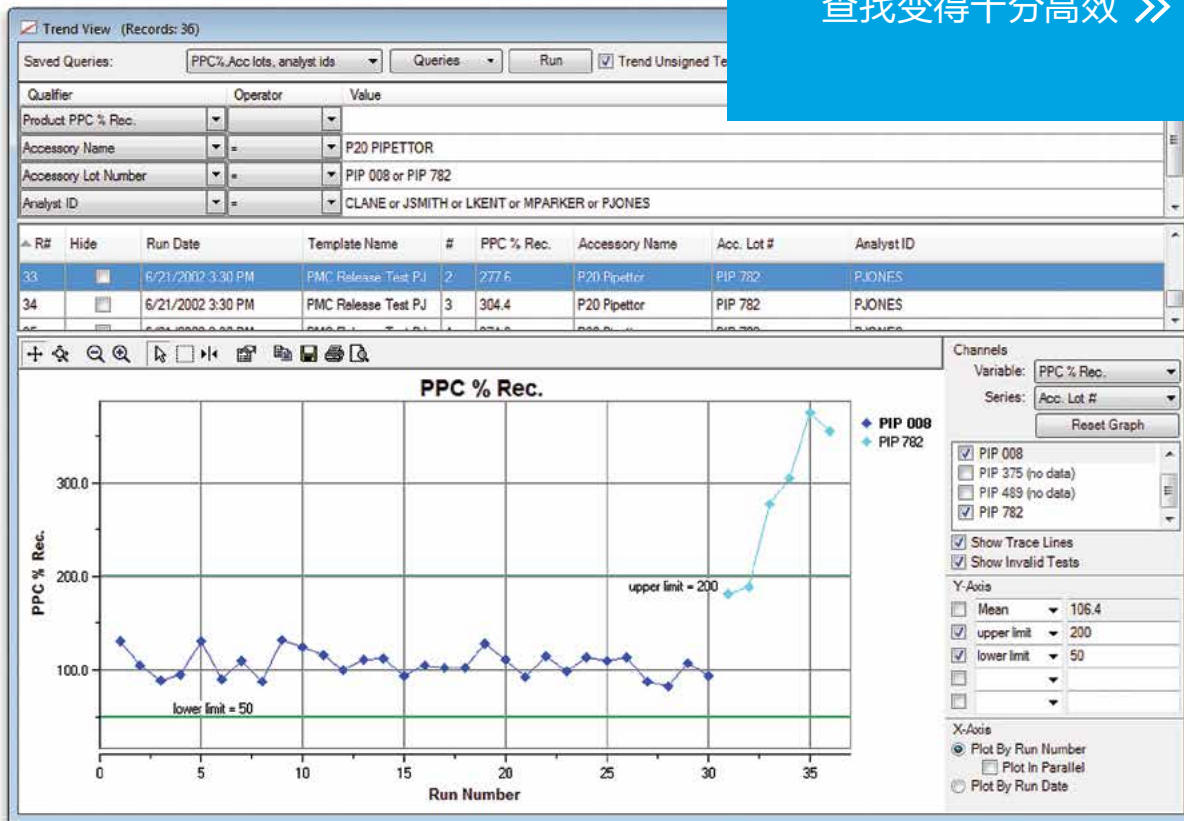 查找变得十分高效 »
Trend View (Records: 36)
Saved Queries: PPC%,Acc lots, analyst ids Queries Run Trend Unsigned Te
Qualifier Operator Value
Product PPC % Rec.
Accessory Name = P20 PIPETTOR
Accessory Lot Number = PIP 008 or PIP 782
Analyst ID = CLANE or JSMITH or LKENT or MPARKER or PJONES
R# Hide Run Date Template Name # PPC % Rec. Accessory Name Acc. Lot # Analyst ID
33 6/21/2002 3:30 PM PMC Release Test PJ 2 277.6 P20 Pipettor PIP 782 PJONES
34 6/21/2002 3:30 PM PMC Release Test PJ 3 304.4 P20 Pipettor PIP 782 PJONES
PPC % Rec.
PIP 008
PIP 782
300.0
200.0
100.0
PPC % Rec.
upper limit = 200
lower limit = 50
0 5 10 15 20 25 30 35
Run Number
Channels
Variable: PPC % Rec.
Series: Acc. Lot #
Reset Graph
PIP 008
PIP 375 (no data)
PIP 489 (no data)
PIP 782
Show Trace Lines
Show Invalid Tests
Y-Axis
Mean 106.4
upper limit 200
lower limit 50
X-Axis
Plot By Run Number
Plot In Parallel
Plot By Run Date